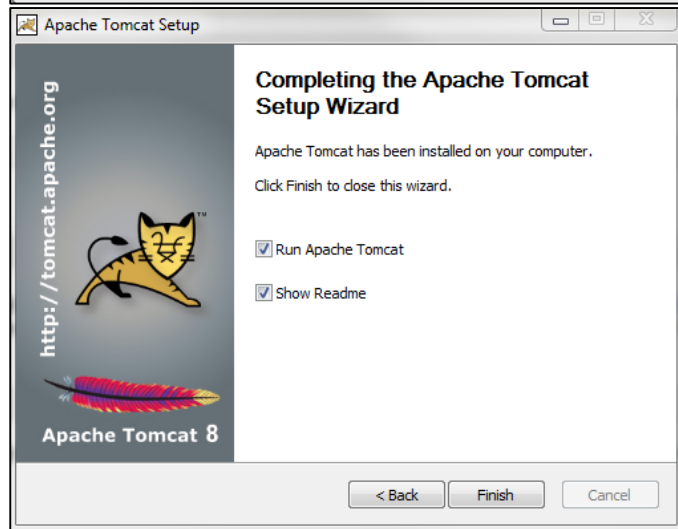 Apache Tomcat Setup
http://tomcat.apache.org
TM
Apache Tomcat 8
Completing the Apache Tomcat
Setup Wizard
Apache Tomcat has been installed on your computer.
Click Finish to close this wizard.
Run Apache Tomcat
Show Readme
< Back
Finish
Cancel